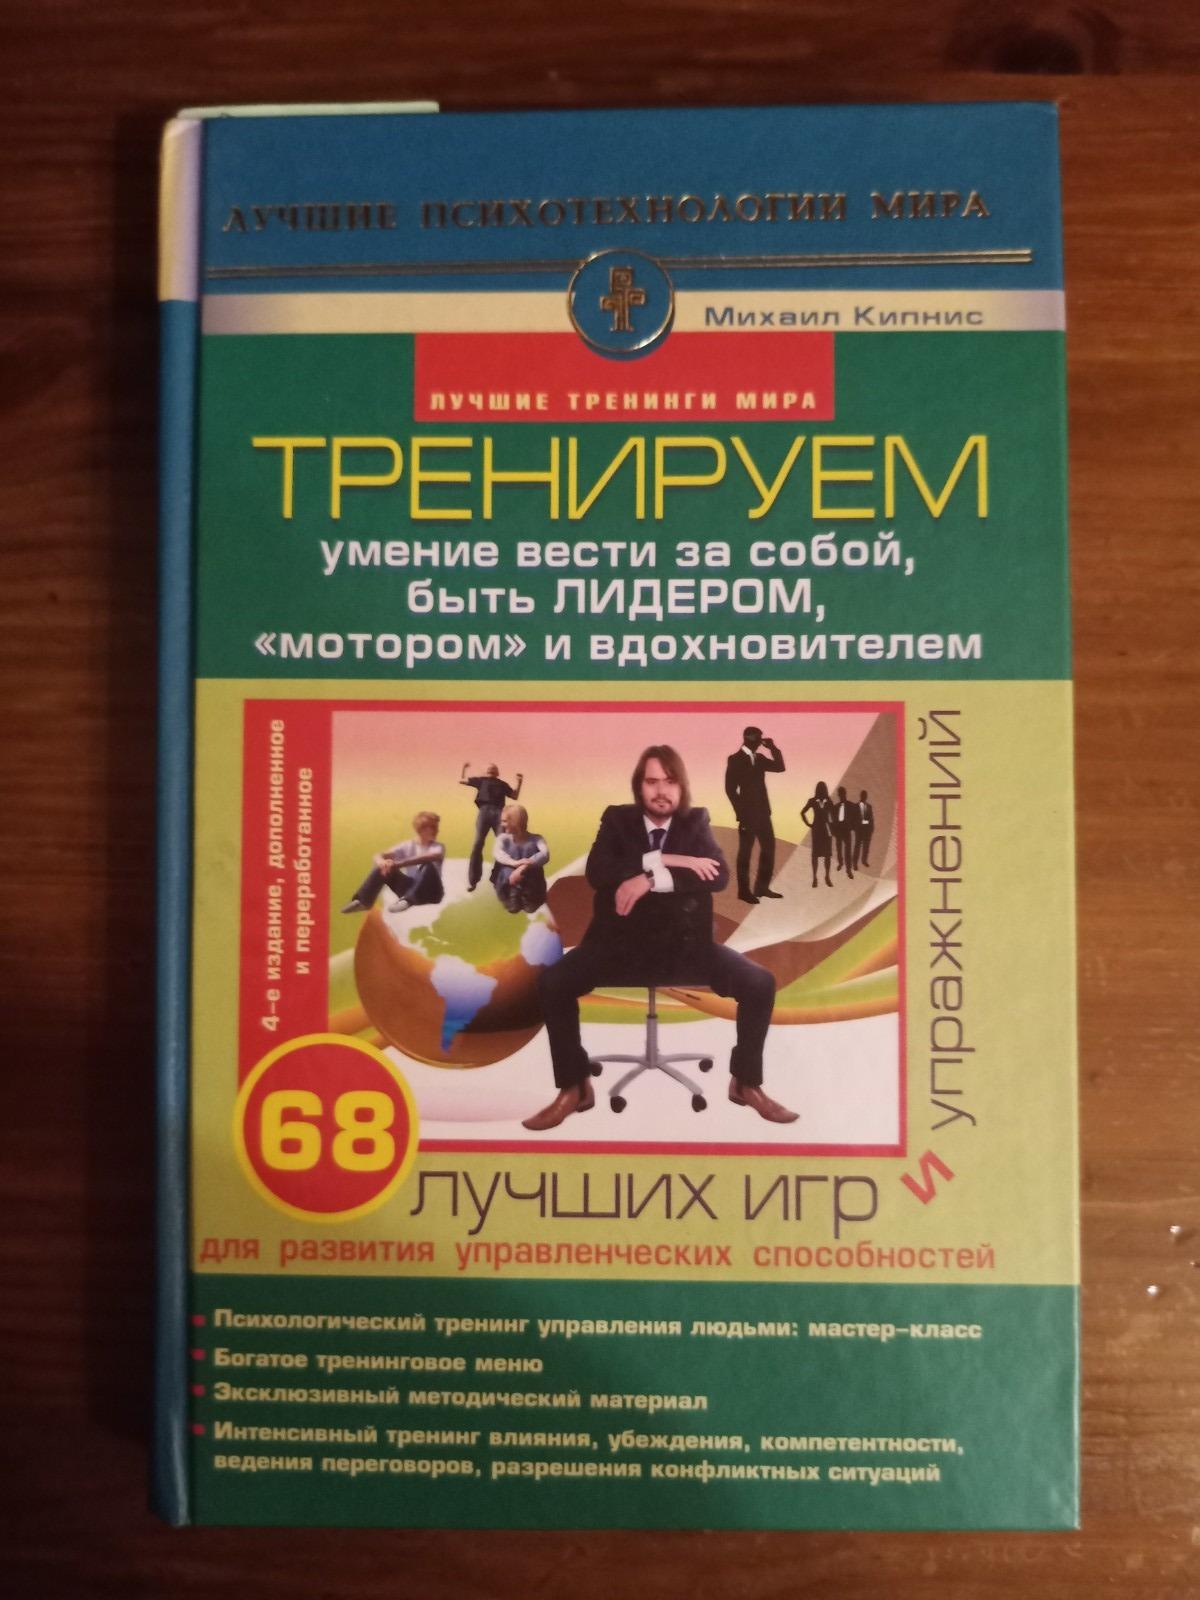 ЛУЧШИЕ ПСИХОТЕХНОЛОГИИ МИРА
Михаил Кипнис
ЛУЧШИЕ ТРЕНИНГИ МИРА
ТРЕНИРУЕМ
умение вести за собой,
быть ЛИДЕРОМ,
«мотором» и вдохновителем
4-е издание, дополненное
и переработанное
68
лучших игр
и
упражнений
для развития управленческих способностей
Психологический тренинг управления людьми: мастер-класс
Богатое тренинговое меню
Эксклюзивный методический материал
Интенсивный тренинг влияния, убеждения, компетентности,
ведения переговоров, разрешения конфликтных ситуаций